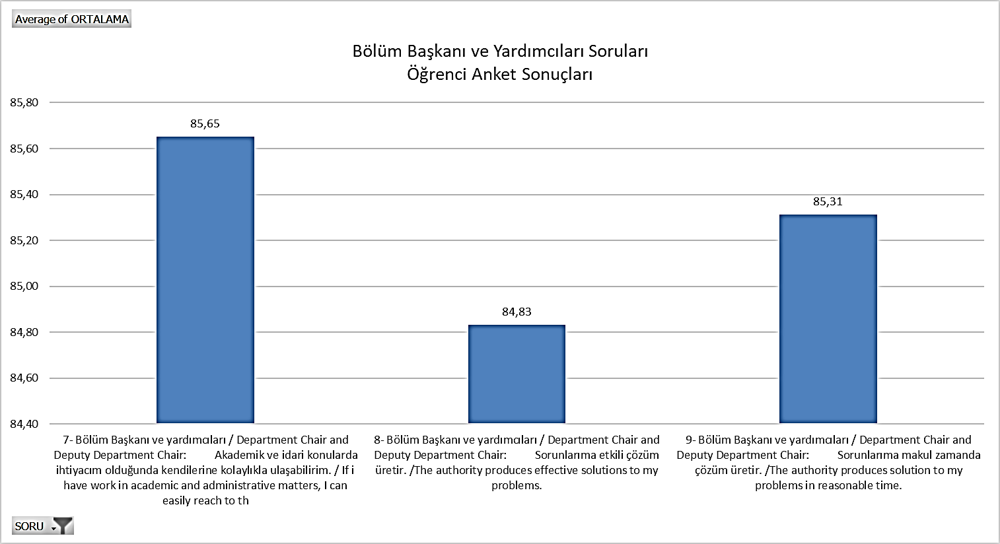 Average of ORTALAMA
Bölüm Başkanı ve Yardımcıları Soruları
Öğrenci Anket Sonuçları
85,80
85,60
85,40
85,20
85,00
84,80
84,60
84,40
85,65
84,83
85,31
7- Bölüm Başkanı ve yardımcıları / Department Chair and
Deputy Department Chair: Akademik ve idari konularda
ihtiyacım olduğunda kendilerine kolaylıkla ulaşabilirim. / If i
have work in academic and administrative matters, I can
easily reach to th
8- Bölüm Başkanı ve yardımcıları / Department Chair and
Deputy Department Chair: Sorunlarıma etkili çözüm
üretir. /The authority produces effective solutions to my
problems.
9- Bölüm Başkanı ve yardımcıları / Department Chair and
Deputy Department Chair: Sorunlarıma makul zamanda
çözüm üretir. /The authority produces solution to my
problems in reasonable time.
SORU